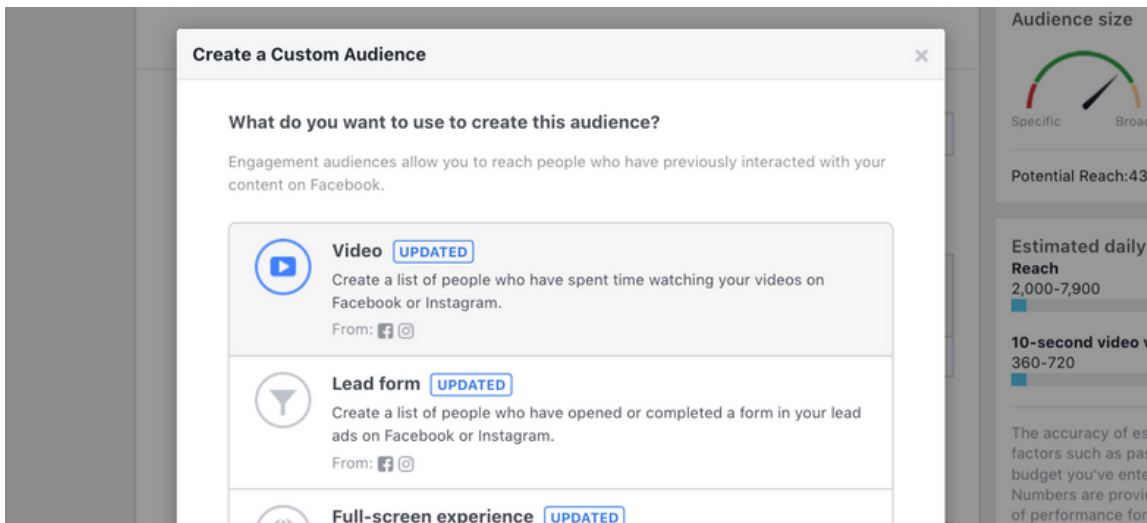 Create a Custom Audience
What do you want to use to create this audience?
Engagement audiences allow you to reach people who have previously interacted with your
content on Facebook.
Video UPDATED
Create a list of people who have spent time watching your videos on
Facebook or Instagram.
From:
Lead form UPDATED
Create a list of people who have opened or completed a form in your lead
ads on Facebook or Instagram.
From:
Full-screen experience UPDATED
Audience size
Specific
Potential Reach:43
Estimated daily
Reach
2,000-7,900
10-second video
360-720
The accuracy of
factors such as
budget you've
Numbers are
of performance for